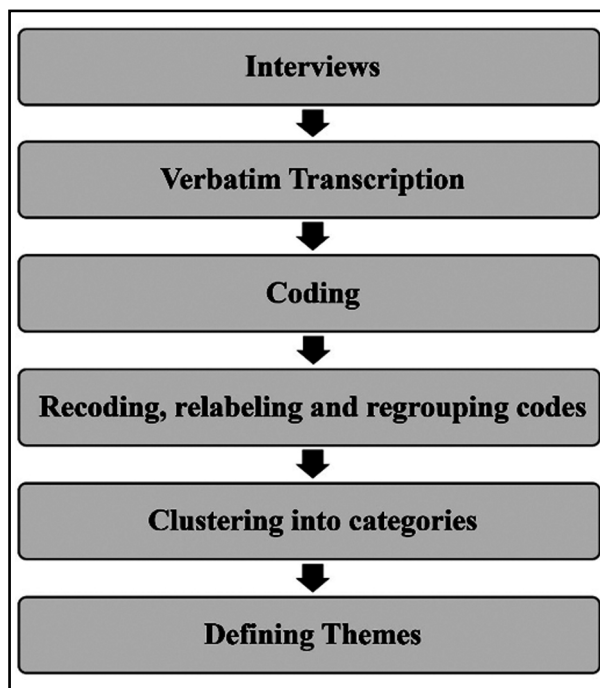 Interviews
Verbatim Transcription
Coding
Recoding, relabeling and regrouping codes
Clustering into categories
Defining Themes